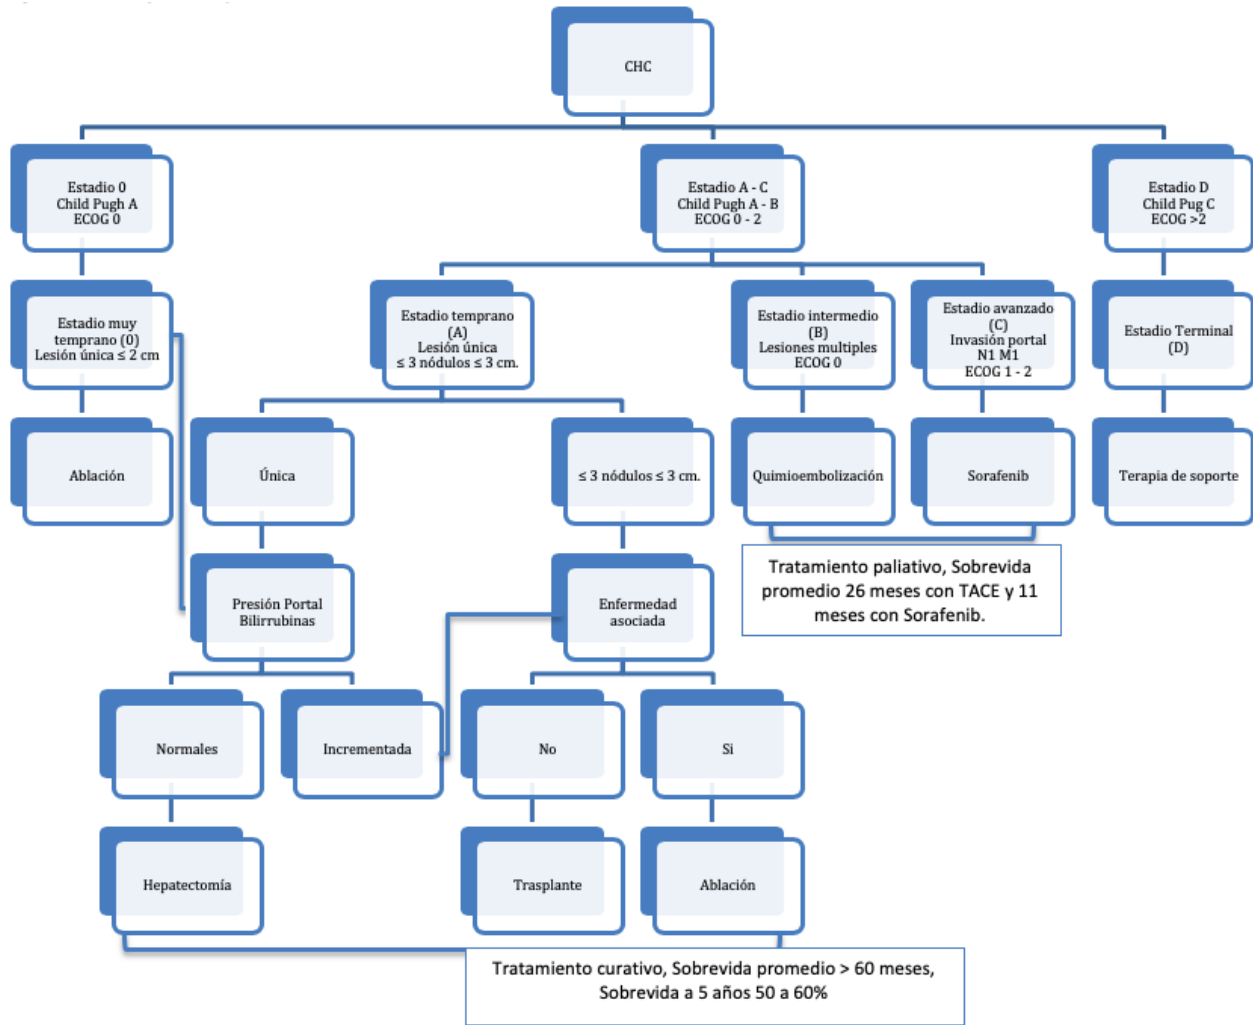 CHC
Estadio 0
Child Pugh A
ECOG 0
Estadio A - C
Child Pugh A - B
ECOG 0 - 2
Estadio D
Child Pug C
ECOG >2
Estadio muy
temprano (0)
Lesión única ≤ 2 cm
Estadio temprano
(A)
Lesión única
≤ 3 nódulos ≤ 3 cm.
Estadio intermedio
(B)
Lesiones multiples
ECOG 0
Estadio avanzado
(C)
Invasión portal
N1 M1
ECOG 1 - 2
Estadio Terminal
(D)
Ablación
Única
≤ 3 nódulos ≤ 3 cm.
Quimioembolización
Sorafenib
Terapia de soporte
Presión Portal
Bilirrubinas
Enfermedad
asociada
Tratamiento paliativo, Sobrevida
promedio 26 meses con TACE y 11
meses con Sorafenib.
Normales
Incrementada
No
Si
Hepatectomía
Trasplante
Ablación
Tratamiento curativo, Sobrevida promedio > 60 meses,
Sobrevida a 5 años 50 a 60%